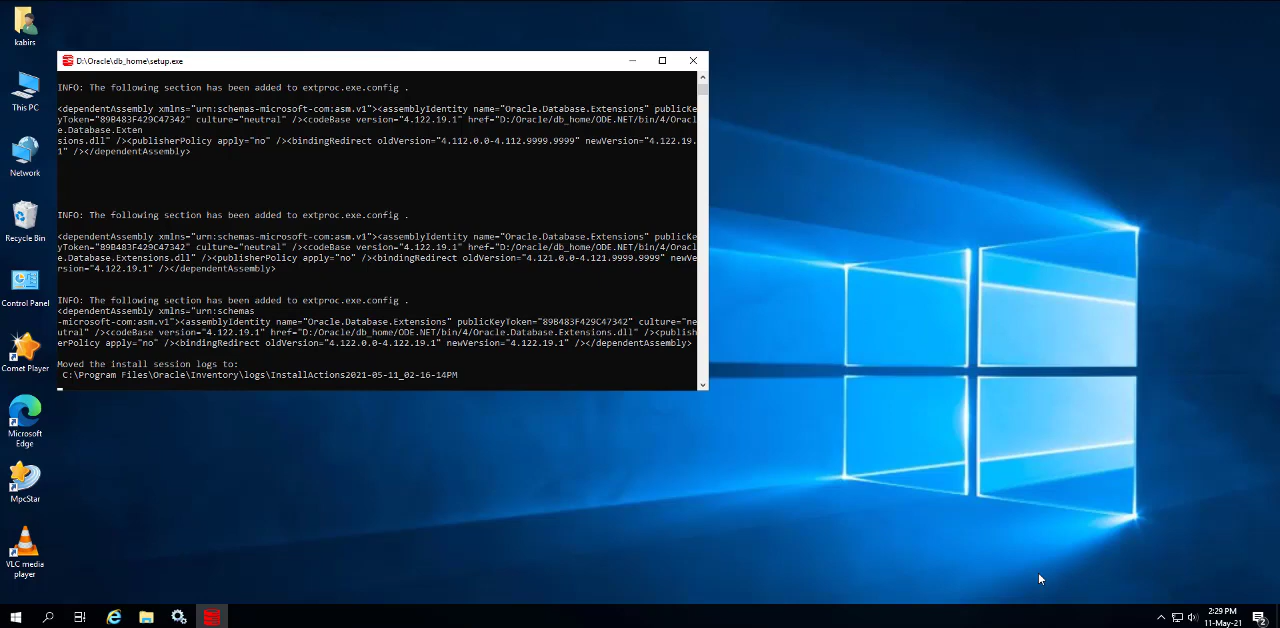 kabirs
This PC
Network
Recycle Bin
Control Panel
Comet Player
Microsoft
Edge
MpcStar
VLC media
player
D:\Oracle\db_home\setup.exe
INFO: The following section has been added to extproc.exe.config .
<dependentAssembly xmlns="urn:schemas-microsoft-com:asm.v1"><assemblyIdentity name="Oracle.Database.Extensions" publicKe
yToken="89B483F429C47342" culture="neutral" /><codeBase version="4.122.19.1" href="D:/Oracle/db_home/ODE.NET/bin/4/Oracl
e.Database.Exten
sions.dll" /><publisherPolicy apply="no" /><bindingRedirect oldVersion="4.112.0.0-4.112.9999.9999" newVersion="4.122.19.
1" /></dependentAssembly>
INFO: The following section has been added to extproc.exe.config .
<dependentAssembly xmlns="urn:schemas-microsoft-com:asm.v1"><assemblyIdentity name="Oracle.Database.Extensions" publicKe
yToken="89B483F429C47342" culture="neutral" /><codeBase version="4.122.19.1" href="D:/Oracle/db_home/ODE.NET/bin/4/Oracl
e.Database.Extensions.dll" /><publisherPolicy apply="no" /><bindingRedirect oldVersion="4.121.0.0-4.121.9999.9999" newVe
rsion="4.122.19.1" /></dependentAssembly>
INFO: The following section has been added to extproc.exe.config .
<dependentAssembly xmlns="urn:schemas
-microsoft-com:asm.v1"><assemblyIdentity name="Oracle.Database.Extensions" publicKeyToken="89B483F429C47342" culture="ne
utral" /><codeBase version="4.122.19.1" href="D:/Oracle/db_home/ODE.NET/bin/4/Oracle.Database.Extensions.dll" /><publish
erPolicy apply="no" /><bindingRedirect oldVersion="4.122.0.0-4.122.19.1" newVersion="4.122.19.1" /></dependentAssembly>
Moved the install session logs to:
C:\Program Files\Oracle\Inventory\logs\InstallActions2021-05-11_02-16-14PM
2:29 PM
11-May-21
2